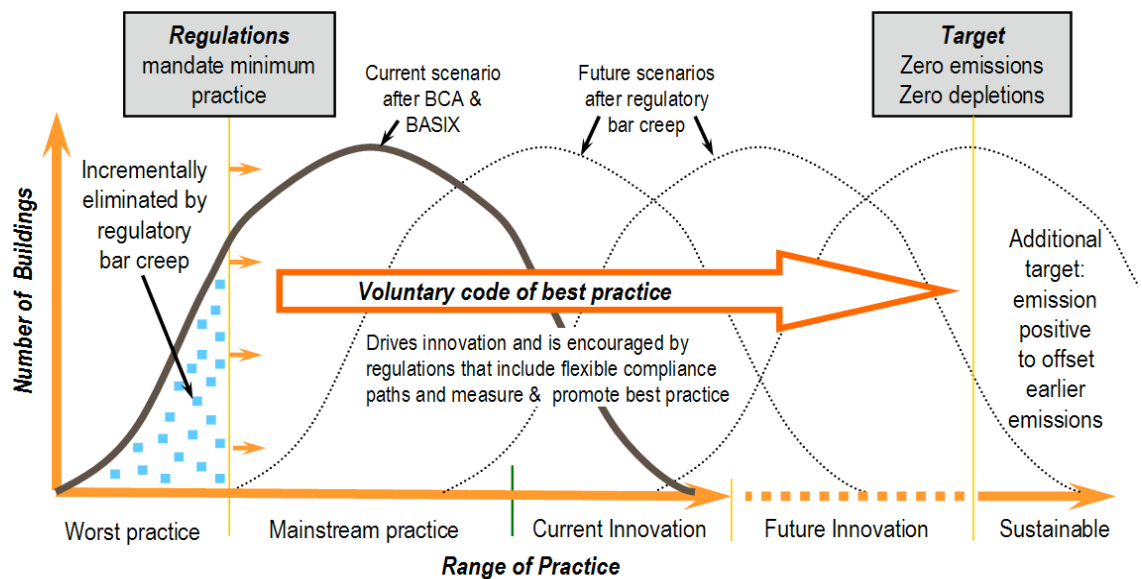 Regulations
mandate minimum
practice
Current scenario
after BCA &
BASIX
Future scenarios
after regulatory
bar creep
Target
Zero emissions
Zero depletions
Number of Buildings
Incrementally
eliminated by
regulatory
bar creep
Voluntary code of best practice
Drives innovation and is encouraged by
regulations that include flexible compliance
paths and measure & promote best practice
Additional
target:
emission
positive
to offset
earlier
emissions
Worst practice
Mainstream practice
Current Innovation
Future Innovation
Sustainable
Range of Practice